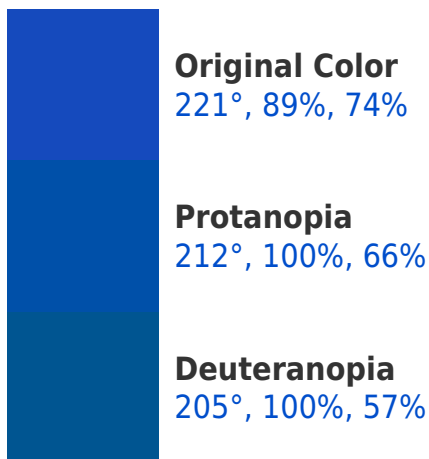 Original Color
221°, 89%, 74%
Protanopia
212°, 100%, 66%
Deuteranopia
205°, 100%, 57%